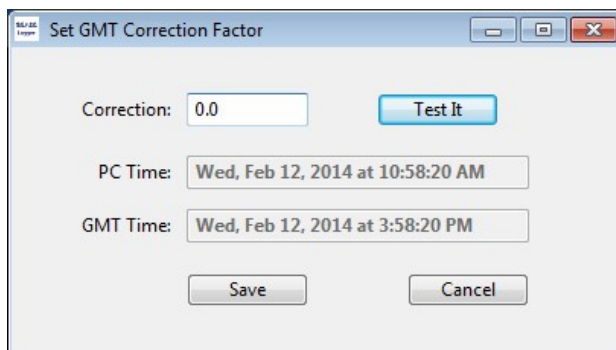 Set GMT Correction Factor
Correction: 0.0 Test It
PC Time: Wed, Feb 12, 2014 at 10:58:20 AM
GMT Time: Wed, Feb 12, 2014 at 3:58:20 PM
Save Cancel